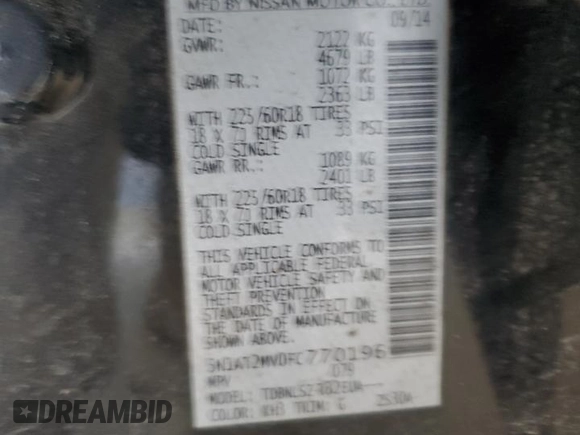 MFD BY NISSAN MOTOR CO., LTD.
DATE: 09/14
GVWR: 2122 KG
4679 LB
GAWR FR.: 1072 KG
2363 LB
WITH 225/60R18 TIRES
18 X 7J RIMS AT 33 PSI
COLD SINGLE
GAWR RR.: 1089 KG
2401 LB
WITH 225/60R18 TIRES
18 X 7J RIMS AT 33 PSI
COLD SINGLE
THIS VEHICLE CONFORMS TO
ALL APPLICABLE FEDERAL
MOTOR VEHICLE SAFETY AND
THEFT PREVENTION
STANDARDS IN EFFECT ON
THE DATE OF MANUFACTURE
SHOWN ABOVE.
5N1AT2MVDFC770196
MPV 079
MODEL:
COLOR: KH3 TRIM: G
DREAMBID